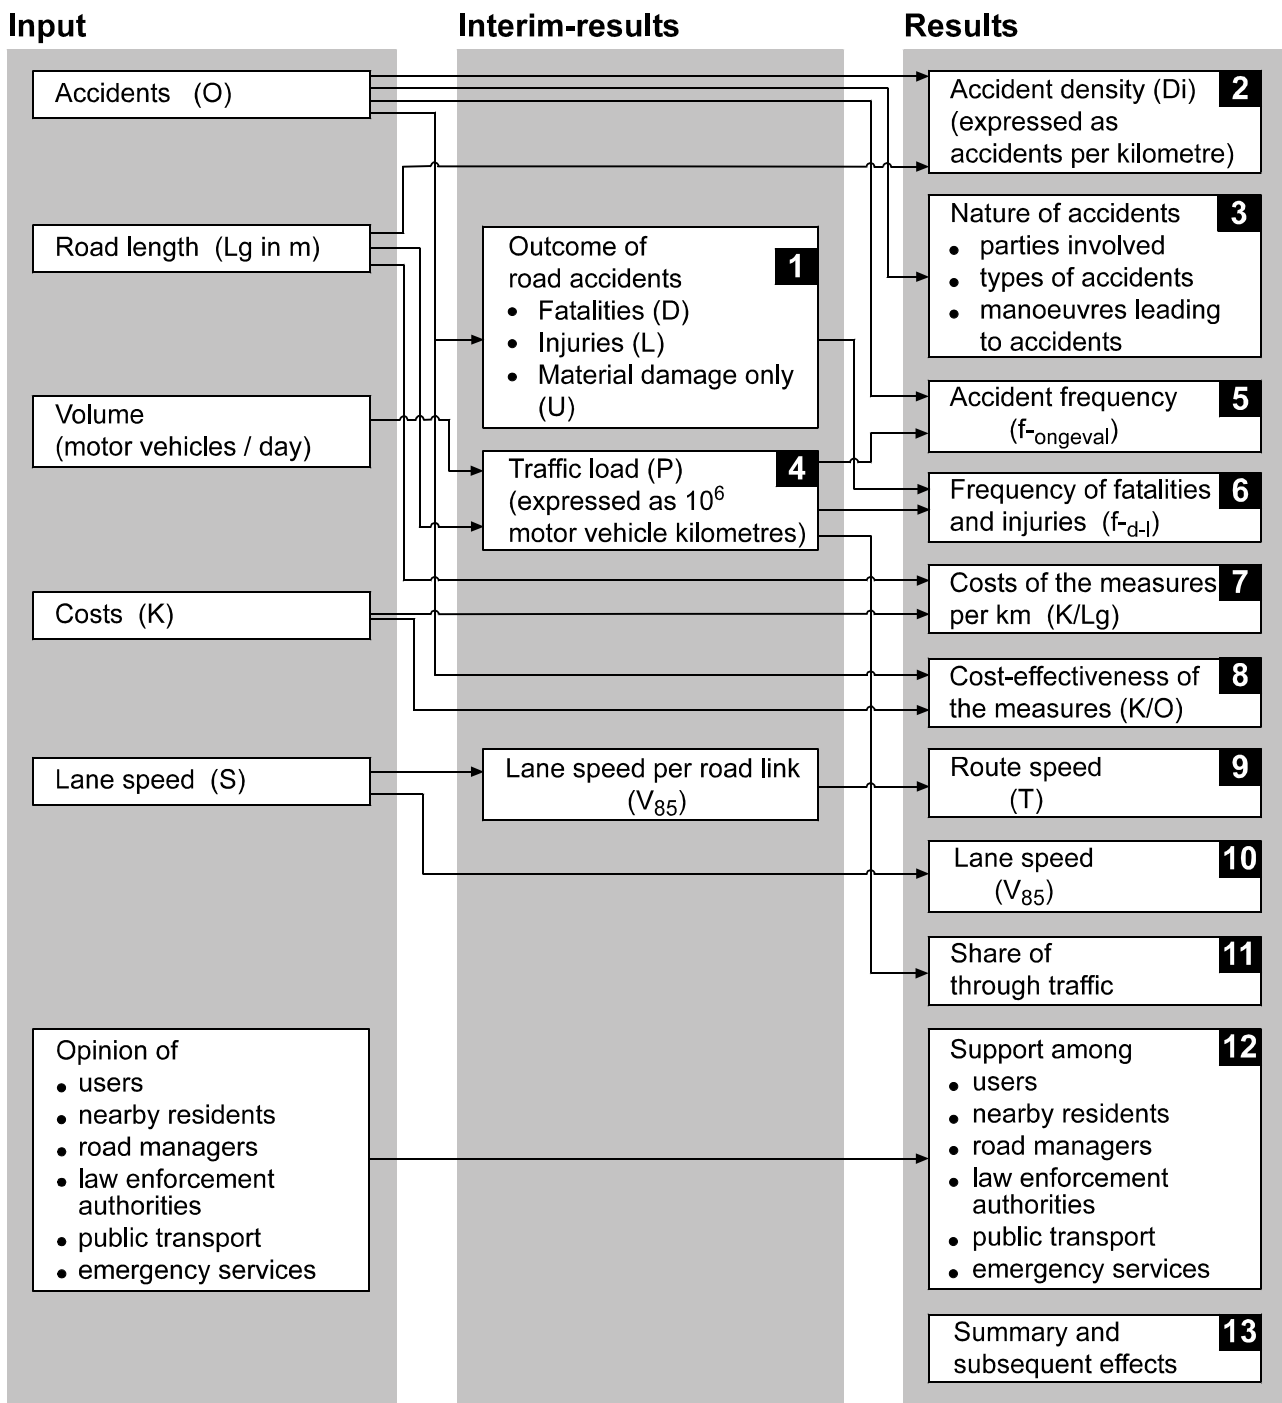 Input
Accidents (O)
Road length (Lg in m)
Volume
(motor vehicles / day)
Costs (K)
Lane speed (S)
Opinion of
• users
• nearby residents
• road managers
• law enforcement
authorities
• public transport
• emergency services
Interim-results
Outcome of
road accidents
1
• Fatalities (D)
• Injuries (L)
• Material damage only
(U)
Traffic load (P) 4
(expressed as 10⁶
motor vehicle kilometres)
Lane speed per road link
(V₈₅)
Results
Accident density (Di) 2
(expressed as
accidents per kilometre)
Nature of accidents 3
• parties involved
• types of accidents
• manoeuvres leading
to accidents
Accident frequency 5
(f-ongeval)
Frequency of fatalities 6
and injuries (f-d-l)
Costs of the measures 7
per km (K/Lg)
Cost-effectiveness of 8
the measures (K/O)
Route speed 9
(T)
Lane speed 10
(V₈₅)
Share of 11
through traffic
Support among 12
• users
• nearby residents
• road managers
• law enforcement
authorities
• public transport
• emergency services
Summary and 13
subsequent effects